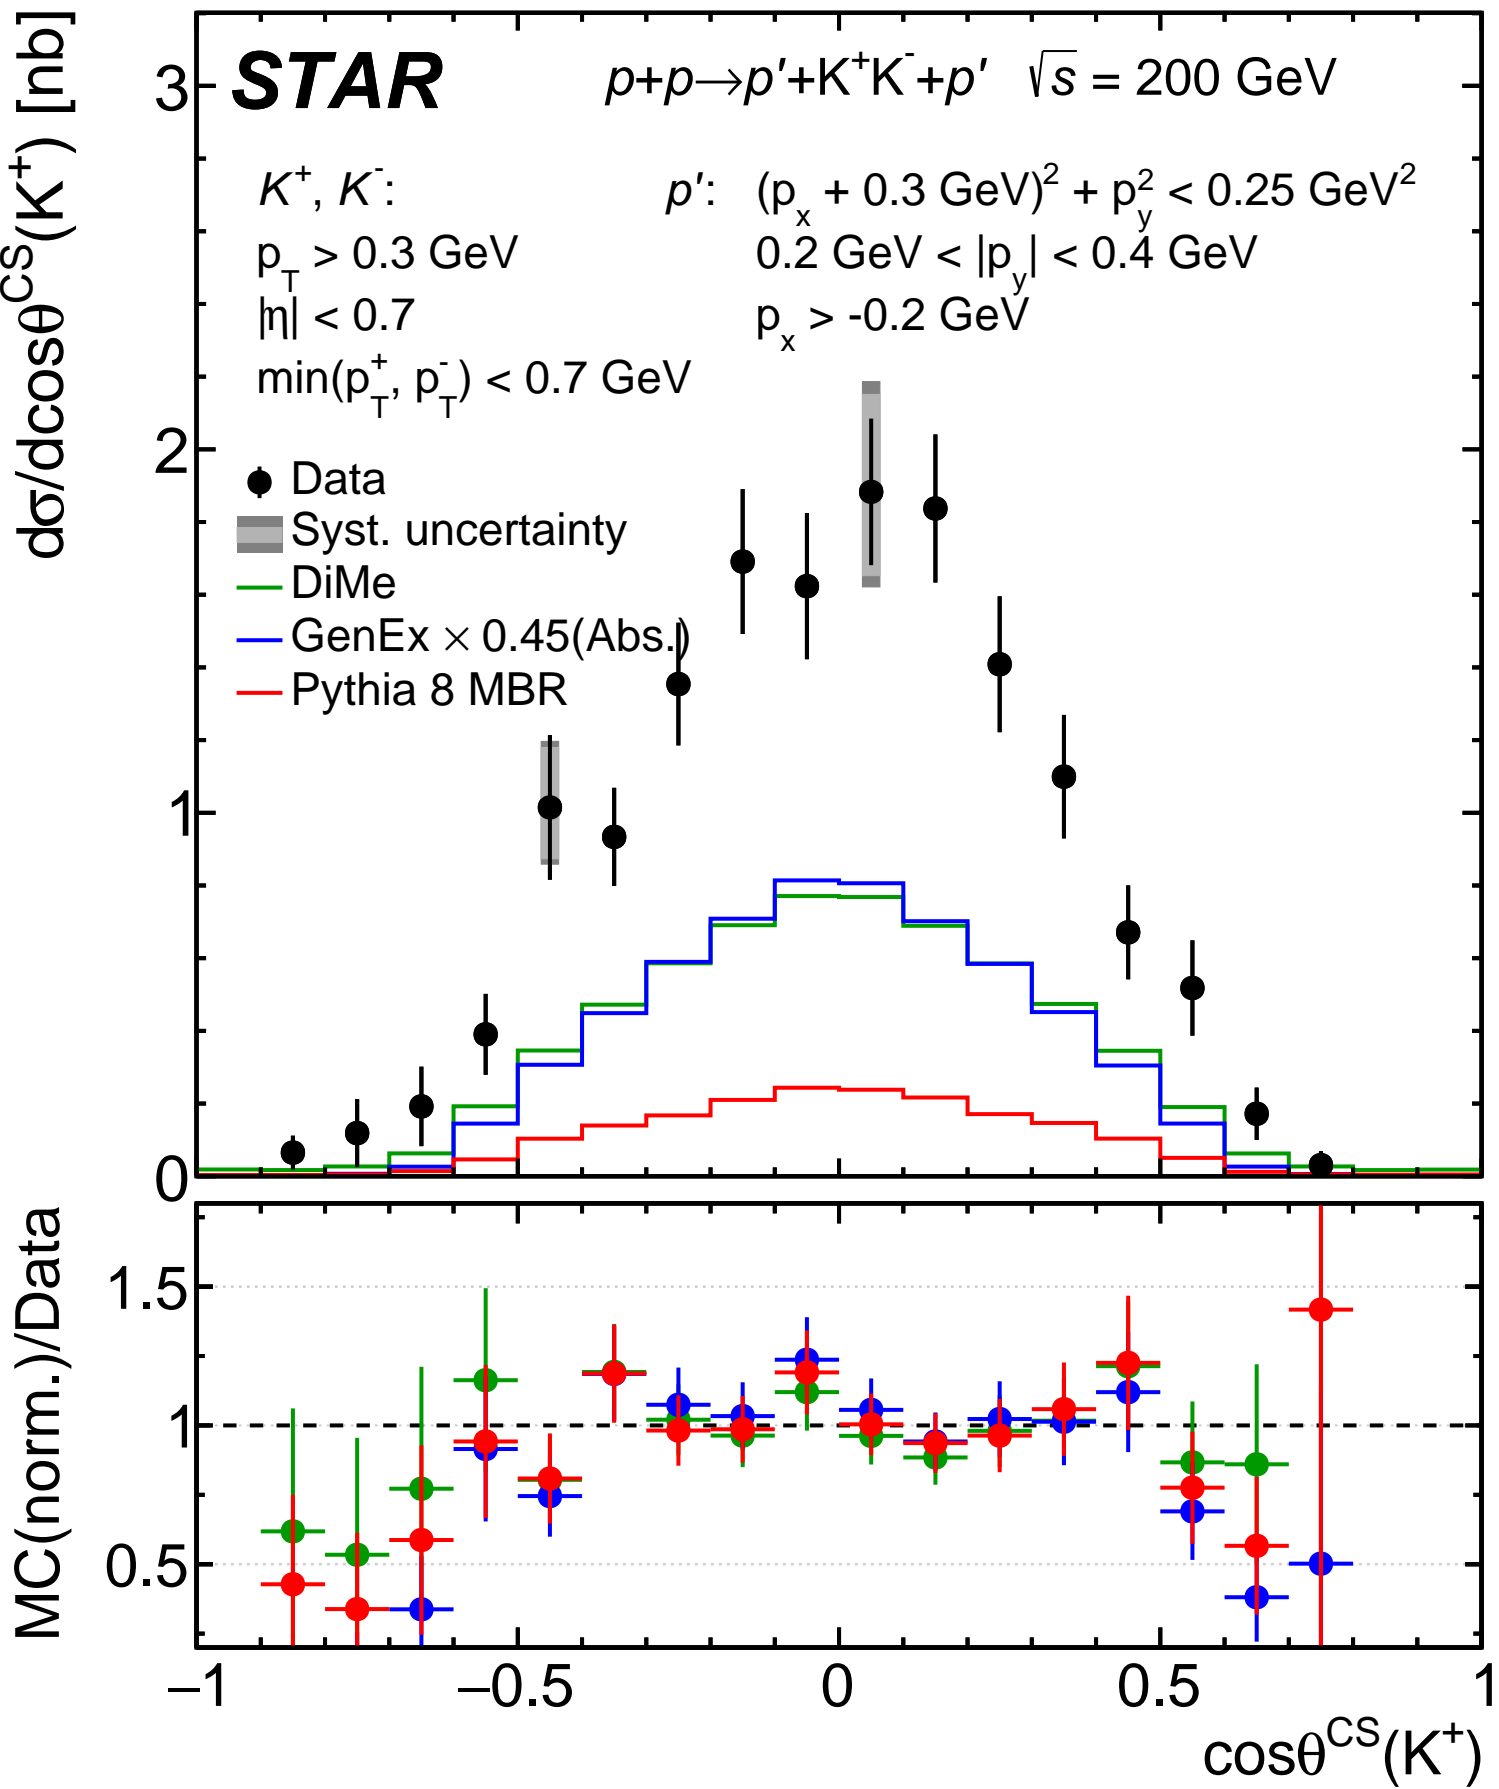 STAR p+p→p′+K⁺K⁻+p′ √s = 200 GeV
K⁺, K⁻: p′: (pₓ + 0.3 GeV)² + p_y² < 0.25 GeV²
p_T > 0.3 GeV 0.2 GeV < |p_y| < 0.4 GeV
|η| < 0.7 pₓ > -0.2 GeV
min(p_T⁺, p_T⁻) < 0.7 GeV
Data
Syst. uncertainty
DiMe
GenEx × 0.45(Abs.)
Pythia 8 MBR
dσ/dcosθ^CS(K⁺) [nb]
3
2
1
0
MC(norm.)/Data
1.5
1
0.5
−1 −0.5 0 0.5 1
cosθ^CS(K⁺)